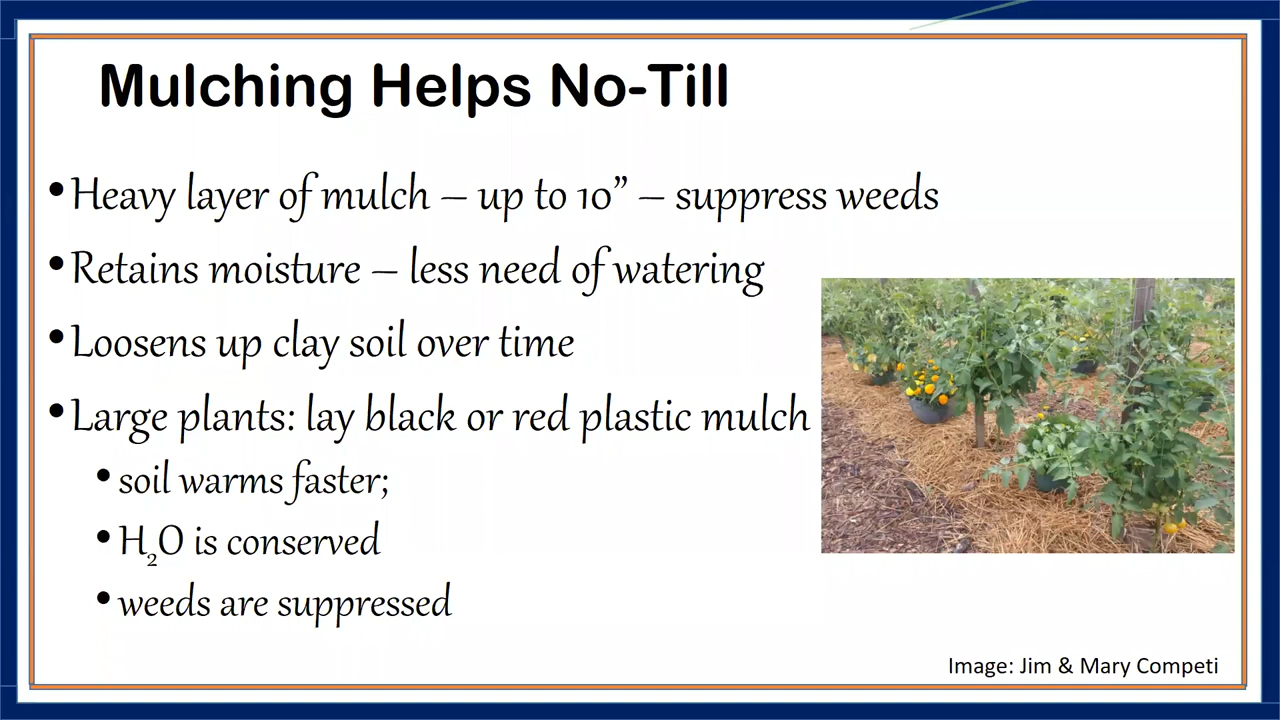 Mulching Helps No-Till
•Heavy layer of mulch – up to 10” – suppress weeds
•Retains moisture – less need of watering
•Loosens up clay soil over time
•Large plants: lay black or red plastic mulch
•soil warms faster;
•H₂O is conserved
•weeds are suppressed
Image: Jim & Mary Competi